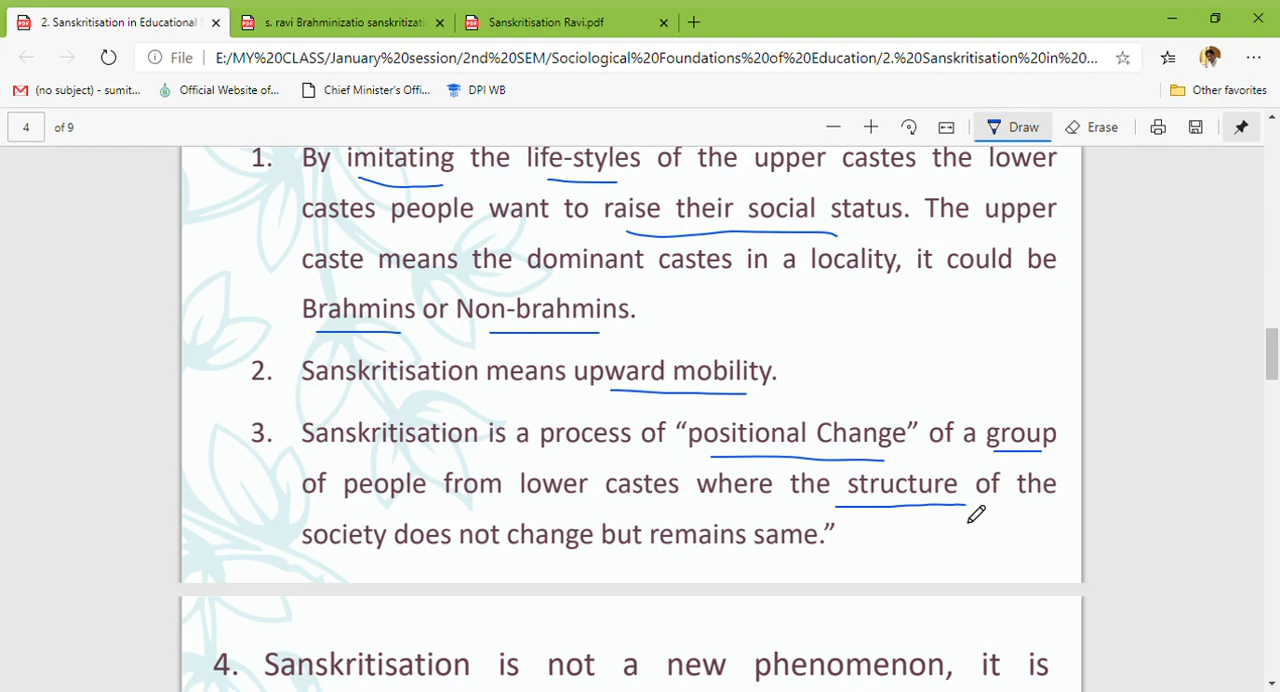 2. Sanskritisation in Educational S
s. ravi Brahminizatio sanskritizati
Sanskritisation Ravi.pdf
File E:/MY%20CLASS/January%20session/2nd%20SEM/Sociological%20Foundations%20of%20Education/2.%20Sanskritisation%20in%20...
(no subject) - sumit... Official Website of... Chief Minister's Offi... DPI WB Other favorites
4 of 9 Draw Erase
1. By imitating the life-styles of the upper castes the lower
castes people want to raise their social status. The upper
caste means the dominant castes in a locality, it could be
Brahmins or Non-brahmins.
2. Sanskritisation means upward mobility.
3. Sanskritisation is a process of “positional Change” of a group
of people from lower castes where the structure of the
society does not change but remains same.”
4. Sanskritisation is not a new phenomenon, it is